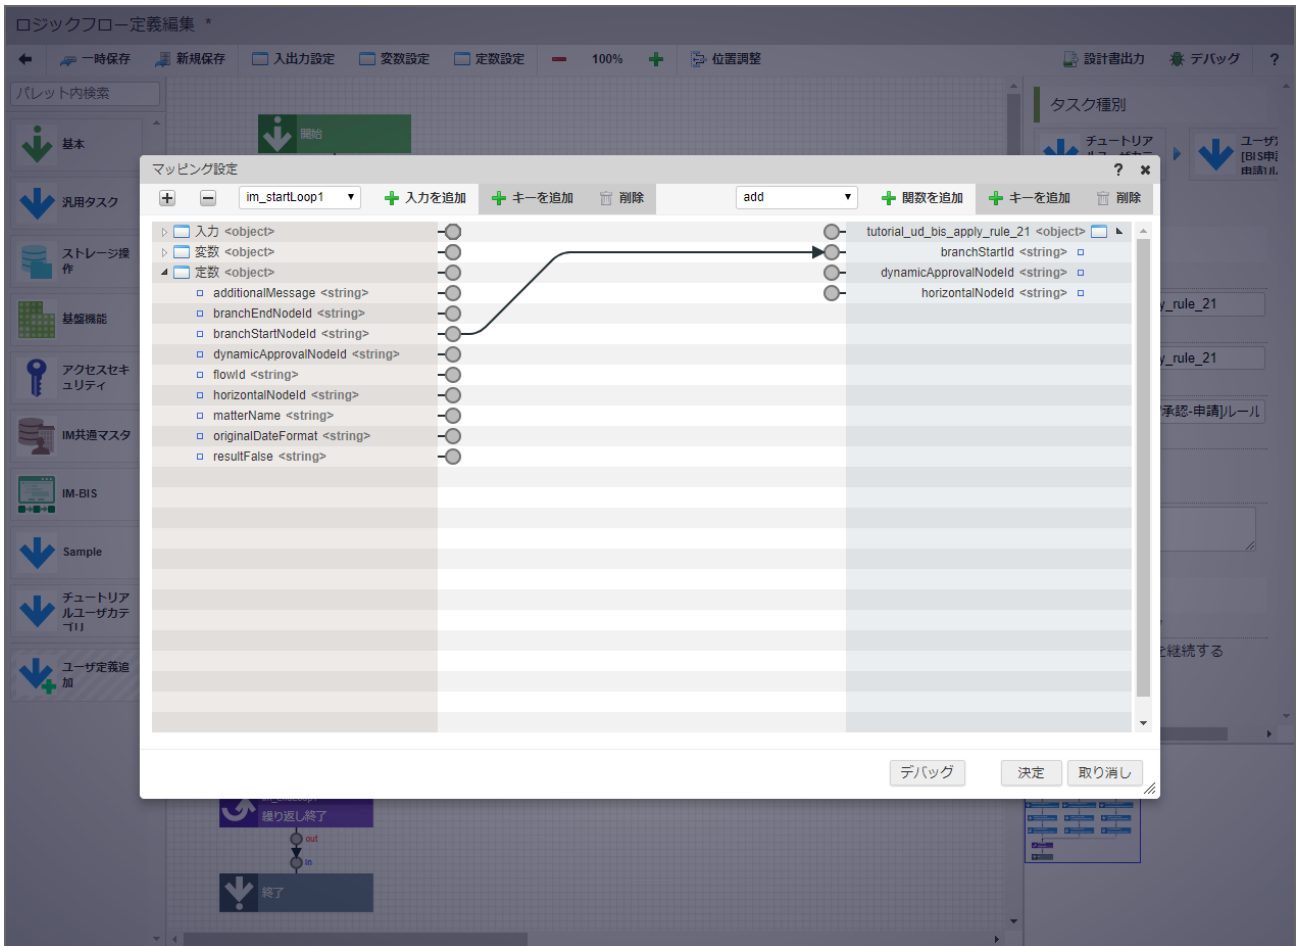 ロジックフロー定義編集 *
一時保存 新規保存 入出力設定 変数設定 定数設定 100% 位置調整 設計書出力 デバッグ ?
パレット内検索
基本
汎用タスク
ストレージ操
作
基盤機能
アクセスセキ
ュリティ
IM共通マスタ
IM-BIS
Sample
チュートリア
ルユーザカテ
ゴリ
ユーザ定義追
加
開始
タスク種別
チュートリア
[BIS申
マッピング設定 ?
im_startLoop1 入力を追加 キーを追加 削除 add 関数を追加 キーを追加 削除
入力 <object> tutorial_ud_bis_apply_rule_21 <object>
変数 <object> branchStartId <string>
定数 <object> dynamicApprovalNodeId <string>
additionalMessage <string> horizontalNodeId <string>
branchEndNodeId <string>
branchStartNodeId <string>
dynamicApprovalNodeId <string>
flowId <string>
horizontalNodeId <string>
matterName <string>
originalDateFormat <string>
resultFalse <string>
y_rule_21
y_rule_21
承認-申請]ルール
を継続する
デバッグ 決定 取り消し
繰り返し終了
out
in
終了